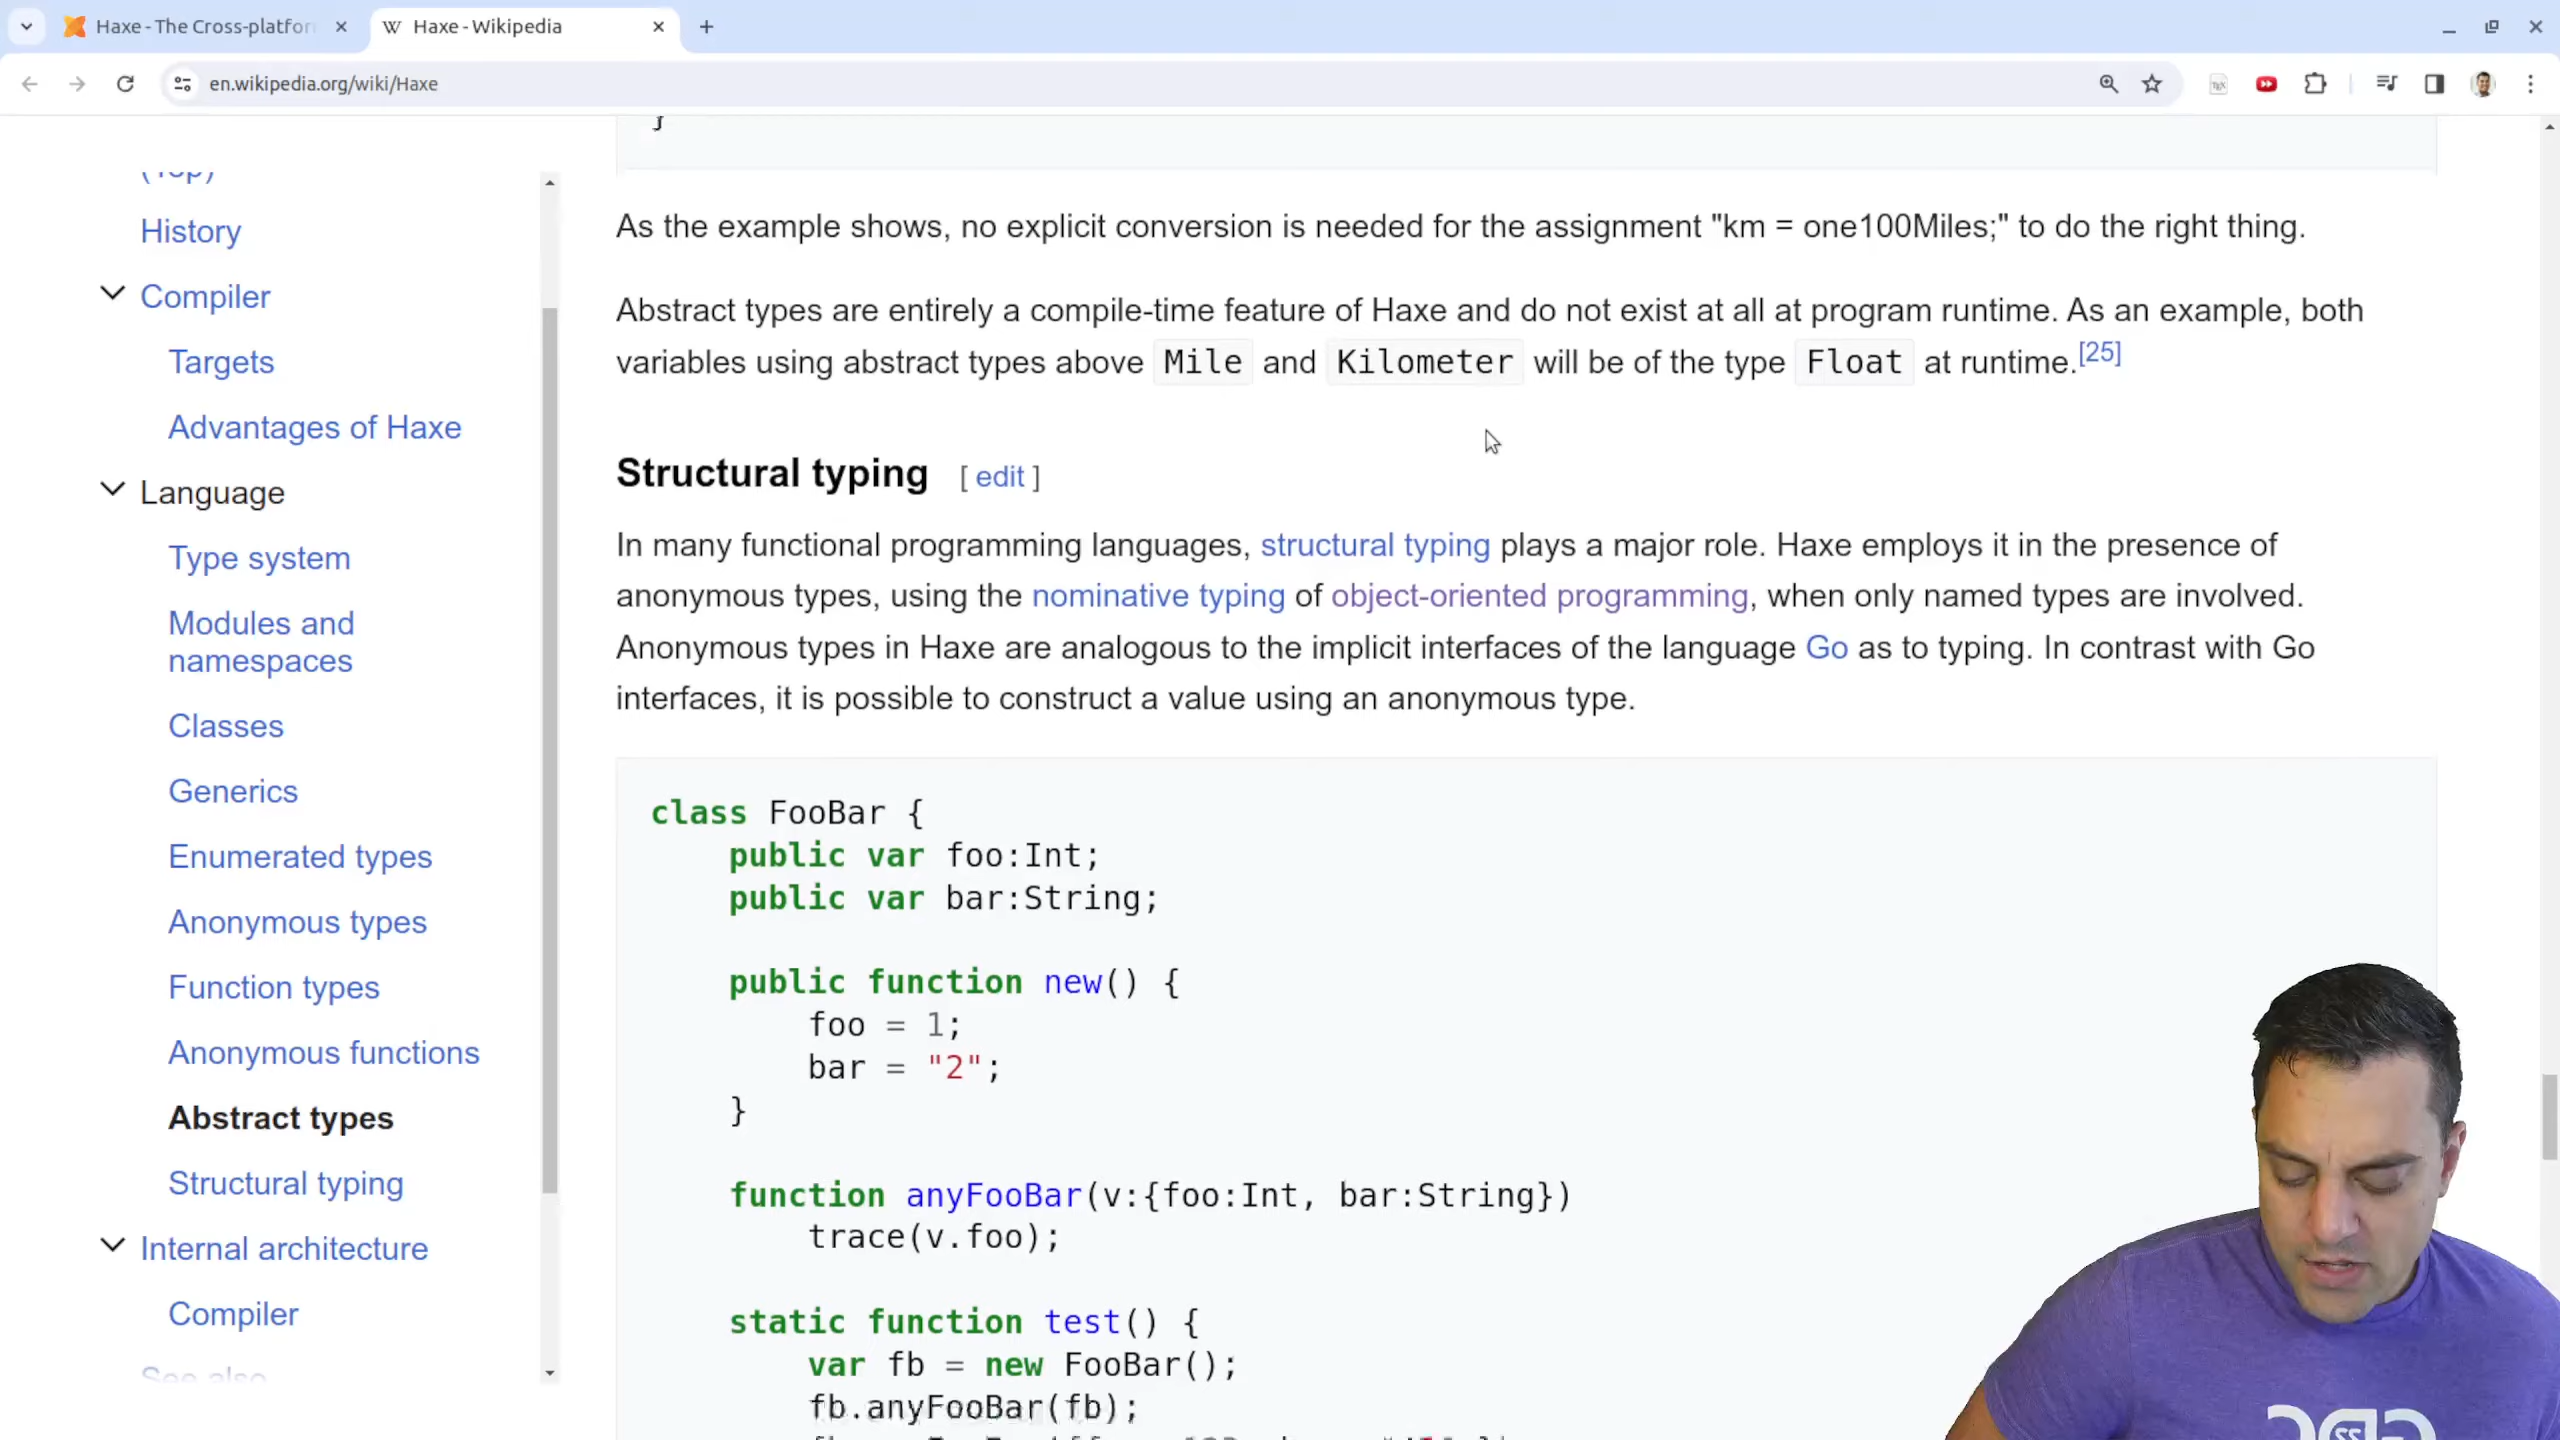 Haxe - The Cross-platfor
Haxe - Wikipedia
en.wikipedia.org/wiki/Haxe
(Top)
History
Compiler
Targets
Advantages of Haxe
Language
Type system
Modules and
namespaces
Classes
Generics
Enumerated types
Anonymous types
Function types
Anonymous functions
Abstract types
Structural typing
Internal architecture
Compiler
See also
}
As the example shows, no explicit conversion is needed for the assignment "km = one100Miles;" to do the right thing.
Abstract types are entirely a compile-time feature of Haxe and do not exist at all at program runtime. As an example, both
variables using abstract types above Mile and Kilometer will be of the type Float at runtime.[25]
Structural typing [ edit ]
In many functional programming languages, structural typing plays a major role. Haxe employs it in the presence of
anonymous types, using the nominative typing of object-oriented programming, when only named types are involved.
Anonymous types in Haxe are analogous to the implicit interfaces of the language Go as to typing. In contrast with Go
interfaces, it is possible to construct a value using an anonymous type.
class FooBar {
public var foo:Int;
public var bar:String;
public function new() {
foo = 1;
bar = "2";
}
function anyFooBar(v:{foo:Int, bar:String})
trace(v.foo);
static function test() {
var fb = new FooBar();
fb.anyFooBar(fb);